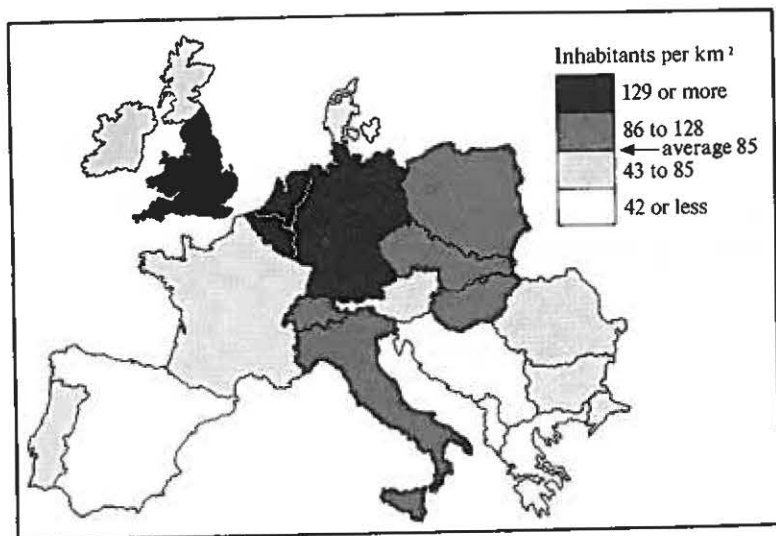 Inhabitants per km²
129 or more
86 to 128
average 85
43 to 85
42 or less